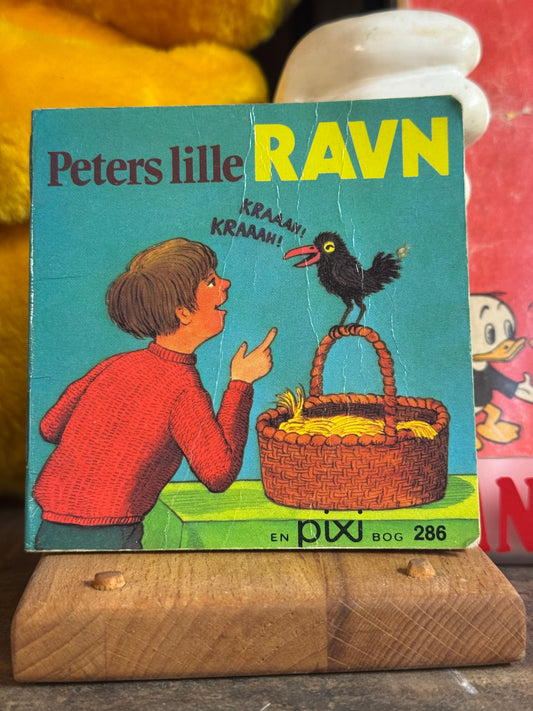 Peters lille RAVN
KRAAAH!
KRAAAH!
EN pixi BOG 286